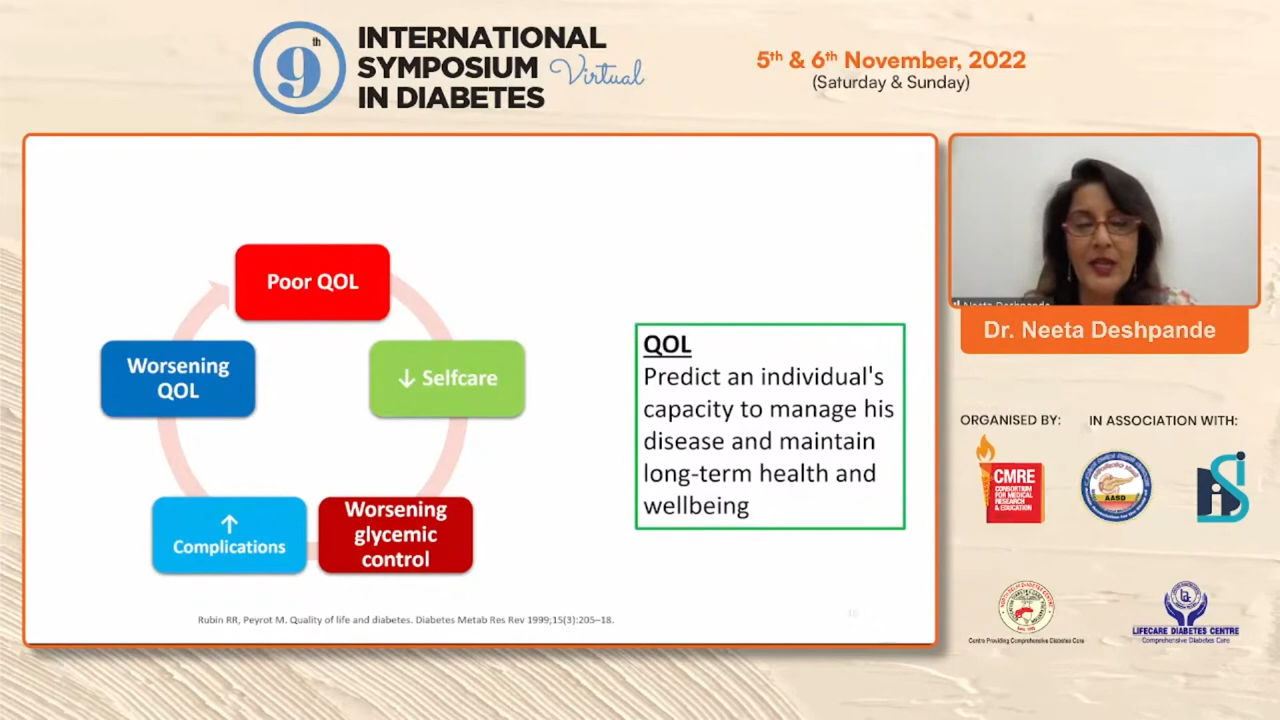 9th
INTERNATIONAL
SYMPOSIUM Virtual
IN DIABETES
5th & 6th November, 2022
(Saturday & Sunday)
Poor QOL
↓ Selfcare
Worsening
glycemic
control
↑
Complications
Worsening
QOL
QOL
Predict an individual's
capacity to manage his
disease and maintain
long-term health and
wellbeing
Rubin RR, Peyrot M. Quality of life and diabetes. Diabetes Metab Res Rev 1999;15(3):205–18.
16
Neeta Deshpande
Dr. Neeta Deshpande
ORGANISED BY:
IN ASSOCIATION WITH:
CMRE
CONSORTIUM
FOR MEDICAL
RESEARCH
& EDUCATION
AASD
Centre Providing Comprehensive Diabetes Care
LIFECARE DIABETES CENTRE
Comprehensive Diabetes Care